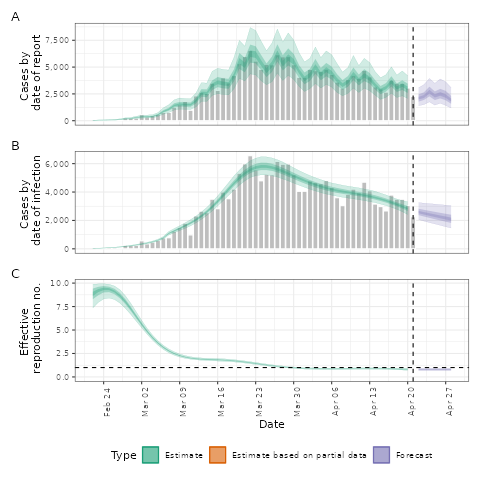 A
Cases by
date of report
7,500
5,000
2,500
0
B
Cases by
date of infection
6,000
4,000
2,000
0
C
Effective
reproduction no.
10.0
7.5
5.0
2.5
0.0
Feb 24
Mar 02
Mar 09
Mar 16
Mar 23
Mar 30
Apr 06
Apr 13
Apr 20
Apr 27
Date
Type Estimate Estimate based on partial data Forecast